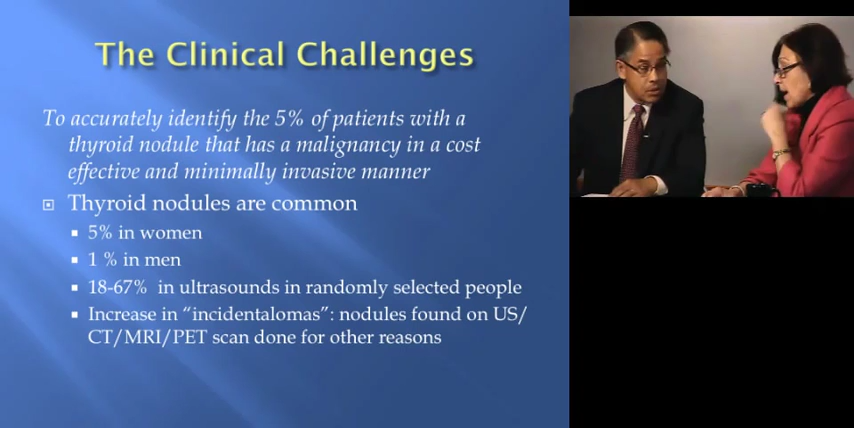 The Clinical Challenges
To accurately identify the 5% of patients with a
thyroid nodule that has a malignancy in a cost
effective and minimally invasive manner
Thyroid nodules are common
5% in women
1 % in men
18-67% in ultrasounds in randomly selected people
Increase in “incidentalomas”: nodules found on US/
CT/MRI/PET scan done for other reasons